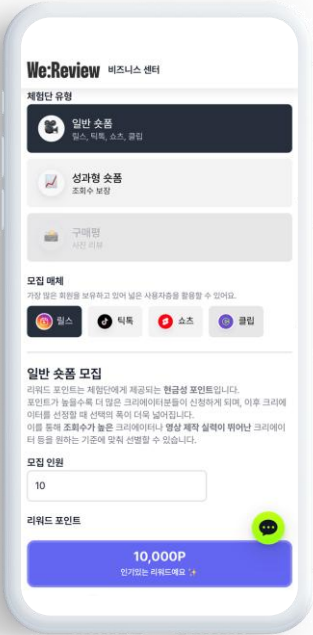 We:Review 비즈니스 센터
체험단 유형
일반 숏폼
릴스, 틱톡, 쇼츠, 클립
성과형 숏폼
조회수 보장
구매평
사진 리뷰
모집 매체
가장 많은 회원을 보유하고 있어 넓은 사용자층을 활용할 수 있어요.
릴스 틱톡 쇼츠 클립
일반 숏폼 모집
리워드 포인트는 체험단에게 제공되는 현금성 포인트입니다.
포인트가 높을수록 더 많은 크리에이터분들이 신청하게 되며, 이후 크리에
이터를 선정할 때 선택의 폭이 더욱 넓어집니다.
이를 통해 조회수가 높은 크리에이터나 영상 제작 실력이 뛰어난 크리에이
터 등을 원하는 기준에 맞춰 선별할 수 있습니다.
모집 인원
10
리워드 포인트
10,000P
인기있는 리워드예요 ✨